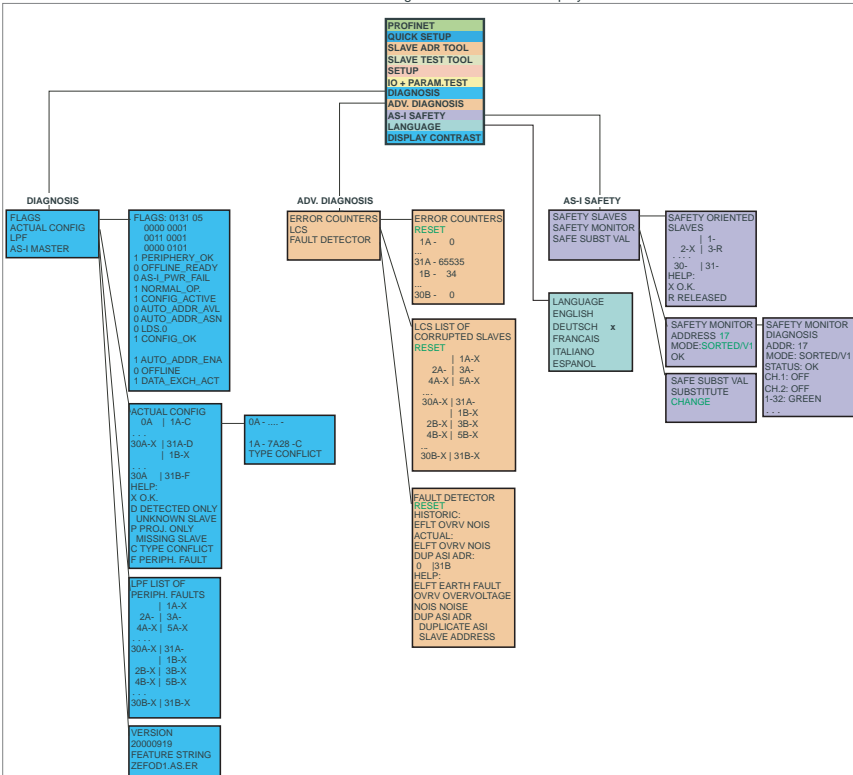 PROFINET
QUICK SETUP
SLAVE ADR TOOL
SLAVE TEST TOOL
SETUP
IO + PARAM.TEST
DIAGNOSIS
ADV. DIAGNOSIS
AS-I SAFETY
LANGUAGE
DISPLAY CONTRAST
DIAGNOSIS
FLAGS
ACTUAL CONFIG
LPF
AS-I MASTER
FLAGS: 0131 05
0000 0001
0011 0001
0000 0101
1 PERIPHERY_OK
0 OFFLINE_READY
0 AS-I_PWR_FAIL
1 NORMAL_OP.
1 CONFIG_ACTIVE
0 AUTO_ADDR_AVL
0 AUTO_ADDR_ASN
0 LDS.0
1 CONFIG_OK
1 AUTO_ADDR_ENA
0 OFFLINE
1 DATA_EXCH_ACT
ACTUAL CONFIG
0A | 1A-C
. . .
30A-X | 31A-D
| 1B-X
. . .
30A | 31B-F
HELP:
X O.K.
D DETECTED ONLY
UNKNOWN SLAVE
P PROJ. ONLY
MISSING SLAVE
C TYPE CONFLICT
F PERIPH. FAULT
0A - .... -
1A - 7A28 -C
TYPE CONFLICT
LPF LIST OF
PERIPH. FAULTS
| 1A-X
2A- | 3A-
4A-X | 5A-X
. . . .
30A-X | 31A-
| 1B-X
2B-X | 3B-X
4B-X | 5B-X
. . .
30B-X | 31B-X
VERSION
20000919
FEATURE STRING
ZEFOD1.AS.ER
ADV. DIAGNOSIS
ERROR COUNTERS
LCS
FAULT DETECTOR
ERROR COUNTERS
RESET
1A - 0
...
31A - 65535
1B - 34
...
30B - 0
LCS LIST OF
CORRUPTED SLAVES
RESET
| 1A-X
2A- | 3A-
4A-X | 5A-X
....
30A-X | 31A-
| 1B-X
2B-X | 3B-X
4B-X | 5B-X
...
30B-X | 31B-X
FAULT DETECTOR
RESET
HISTORIC:
EFLT OVRV NOIS
ACTUAL:
ELFT OVRV NOIS
DUP ASI ADR:
0 |31B
HELP:
ELFT EARTH FAULT
OVRV OVERVOLTAGE
NOIS NOISE
DUP ASI ADR
DUPLICATE ASI
SLAVE ADDRESS
AS-I SAFETY
SAFETY SLAVES
SAFETY MONITOR
SAFE SUBST VAL
SAFETY ORIENTED
SLAVES
| 1-
2-X | 3-R
. . . .
30- | 31-
HELP:
X O.K.
R RELEASED
SAFETY MONITOR
ADDRESS 17
MODE:SORTED/V1
OK
SAFETY MONITOR
DIAGNOSIS
ADDR: 17
MODE: SORTED/V1
STATUS: OK
CH.1: OFF
CH.2: OFF
1-32: GREEN
. . .
SAFE SUBST VAL
SUBSTITUTE
CHANGE
LANGUAGE
ENGLISH
DEUTSCH x
FRANCAIS
ITALIANO
ESPANOL